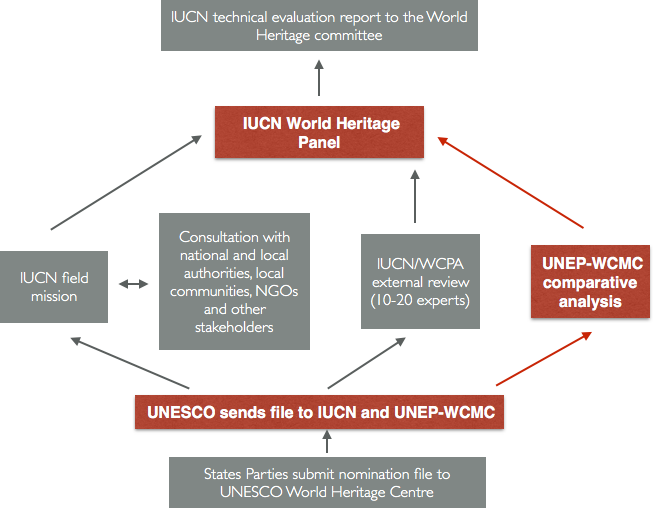 IUCN technical evaluation report to the World
Heritage committee
IUCN World Heritage
Panel
Consultation with
national and local
authorities, local
communities, NGOs
and other
stakeholders
IUCN field
mission
IUCN/WCPA
external review
(10-20 experts)
UNEP-WCMC
comparative
analysis
UNESCO sends file to IUCN and UNEP-WCMC
States Parties submit nomination file to
UNESCO World Heritage Centre